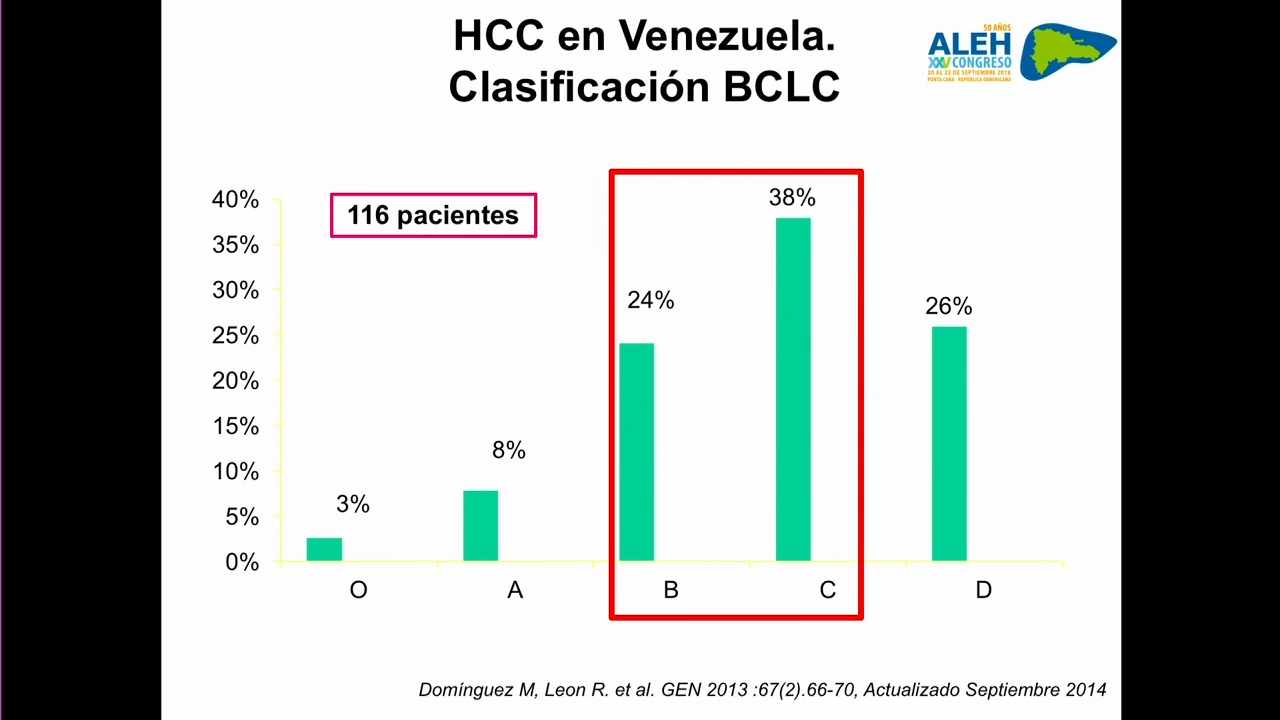 HCC en Venezuela.
Clasificación BCLC
50 AÑOS
ALEH
XXV CONGRESO
20 AL 23 DE SEPTIEMBRE 2018
PUNTA CANA - REPÚBLICA DOMINICANA
116 pacientes
40%
35%
30%
25%
20%
15%
10%
5%
0%
3%
8%
24%
38%
26%
O A B C D
Domínguez M, Leon R. et al. GEN 2013 :67(2).66-70, Actualizado Septiembre 2014